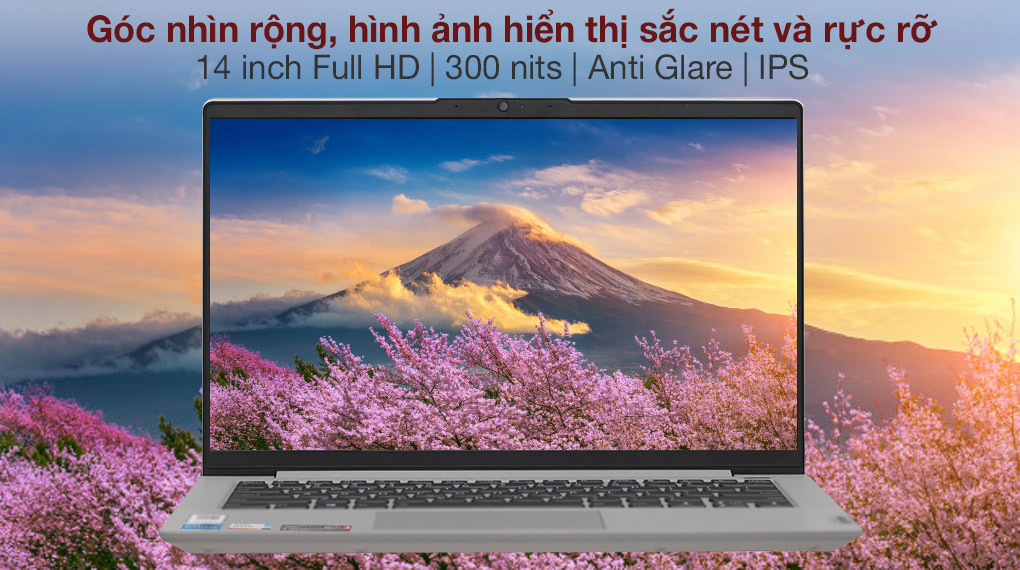 Góc nhìn rộng, hình ảnh hiển thị sắc nét và rực rỡ
14 inch Full HD | 300 nits | Anti Glare | IPS